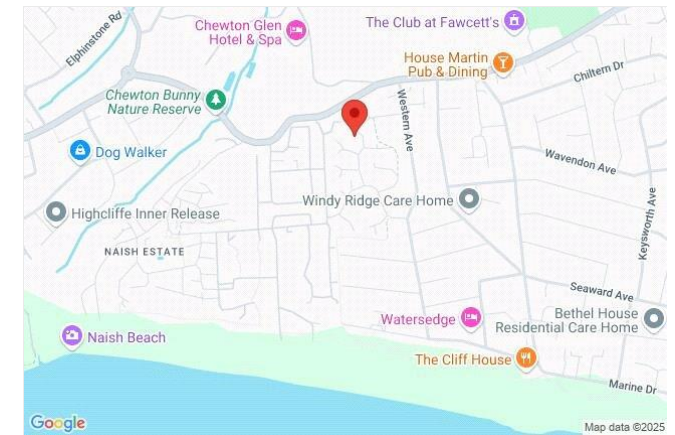 Elphinstone Rd
Chewton Glen
Hotel & Spa
The Club at Fawcett's
House Martin
Pub & Dining
Chiltern Dr
Chewton Bunny
Nature Reserve
Western Ave
Dog Walker
Wavendon Ave
Windy Ridge Care Home
Highcliffe Inner Release
Keysworth Ave
NAISH ESTATE
Seaward Ave
Watersedge
Bethel House
Residential Care Home
Naish Beach
The Cliff House
Marine Dr
Google
Map data ©2025